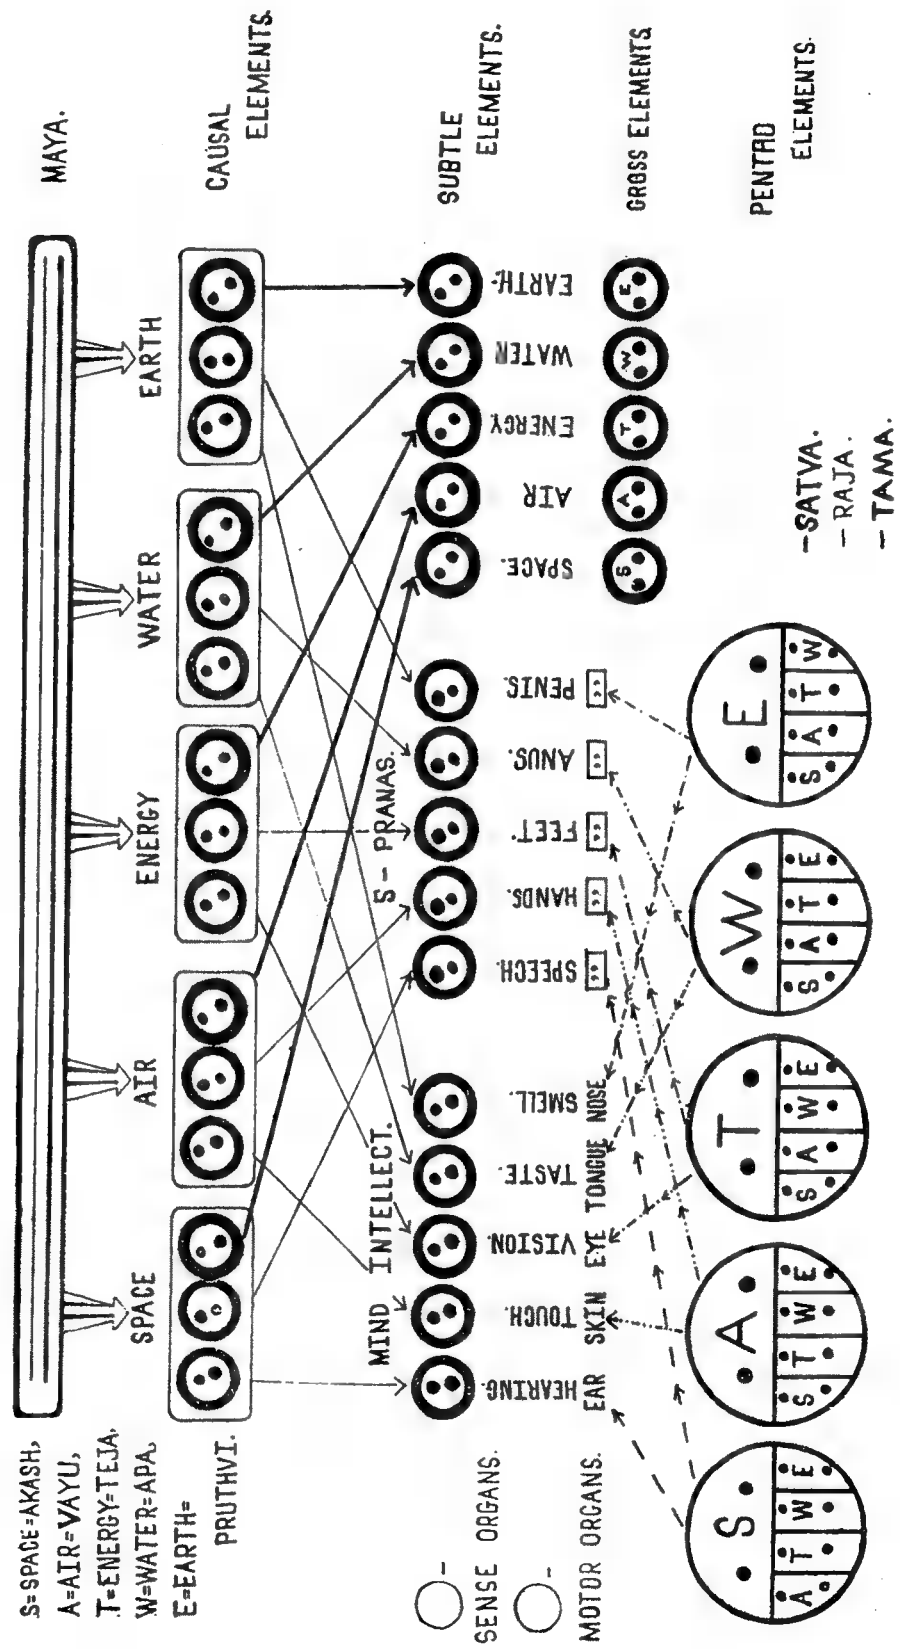 S=SPACE=AKASH,
A=AIR=VAYU,
T=ENERGY=TEJA,
W=WATER=APA,
E=EARTH=
PRUTHVI.
MAYA.
SPACE
AIR
ENERGY
WATER
EARTH
CAUSAL
ELEMENTS.
MIND
INTELLECT.
5- PRANAS.
SUBTLE
ELEMENTS.
HEARING.
TOUCH.
VISION.
TASTE.
SMELL.
SPEECH.
HANDS.
FEET.
ANUS.
PENIS.
SPACE.
AIR
ENERGY
WATER
EARTH-
SENSE ORGANS.
MOTOR ORGANS.
EAR
SKIN
EYE
TONGUE
NOSE
S
A
T
W
E
GROSS ELEMENTS
S
A
T
W
E
A
T
W
E
S
T
W
E
S
A
W
E
S
A
T
E
S
A
T
W
PENTAD
ELEMENTS.
-SATVA.
- RAJA.
- TAMA.